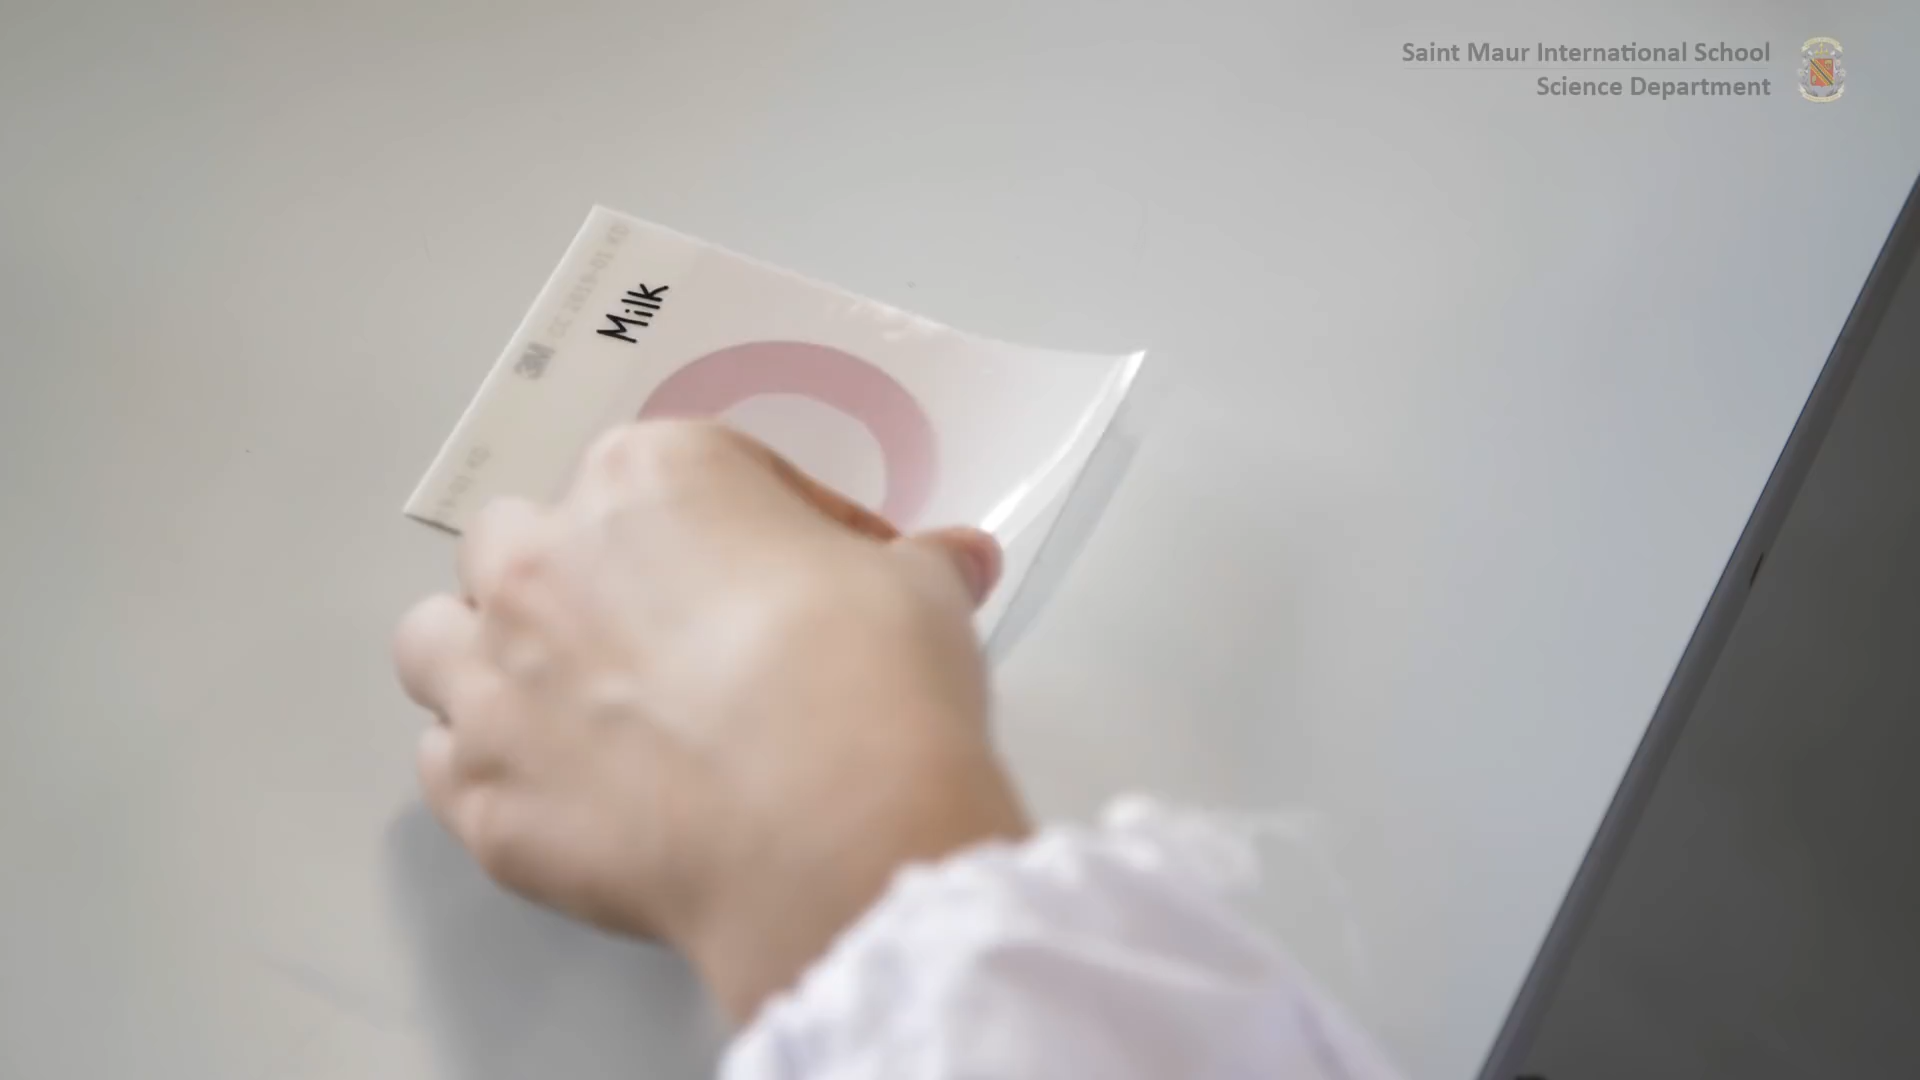 Saint Maur International School
Science Department
Milk
3M